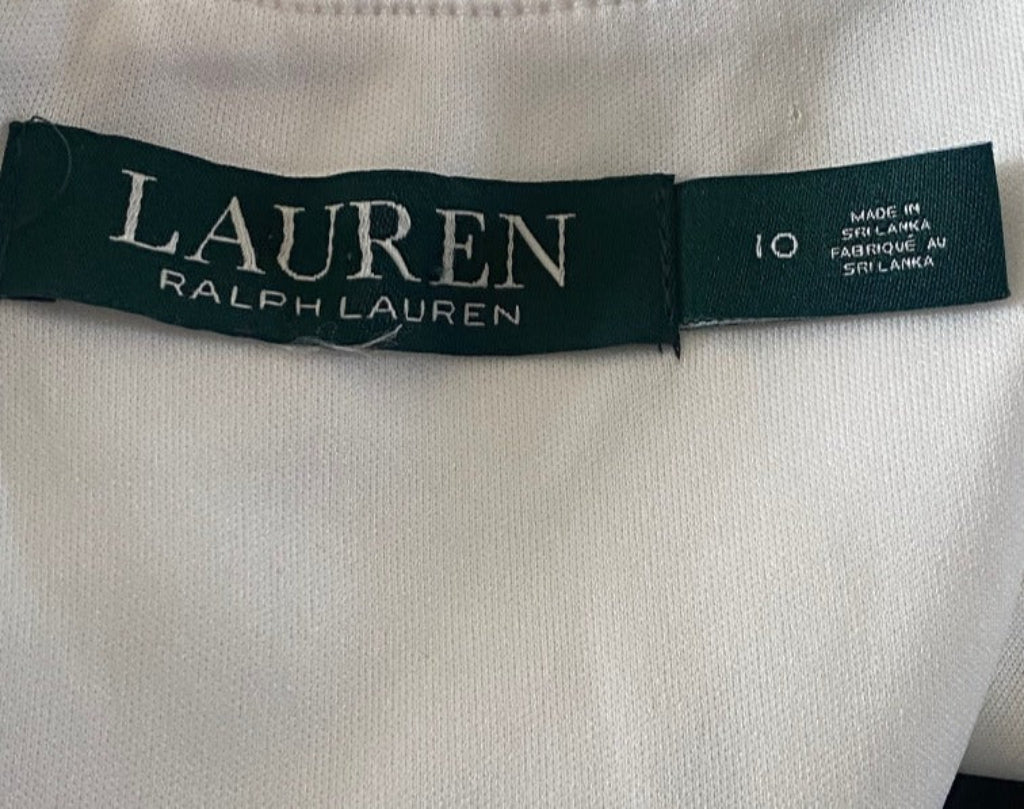 LAUREN
RALPH LAUREN
10
MADE IN
SRI LANKA
FABRIQUÉ AU
SRI LANKA